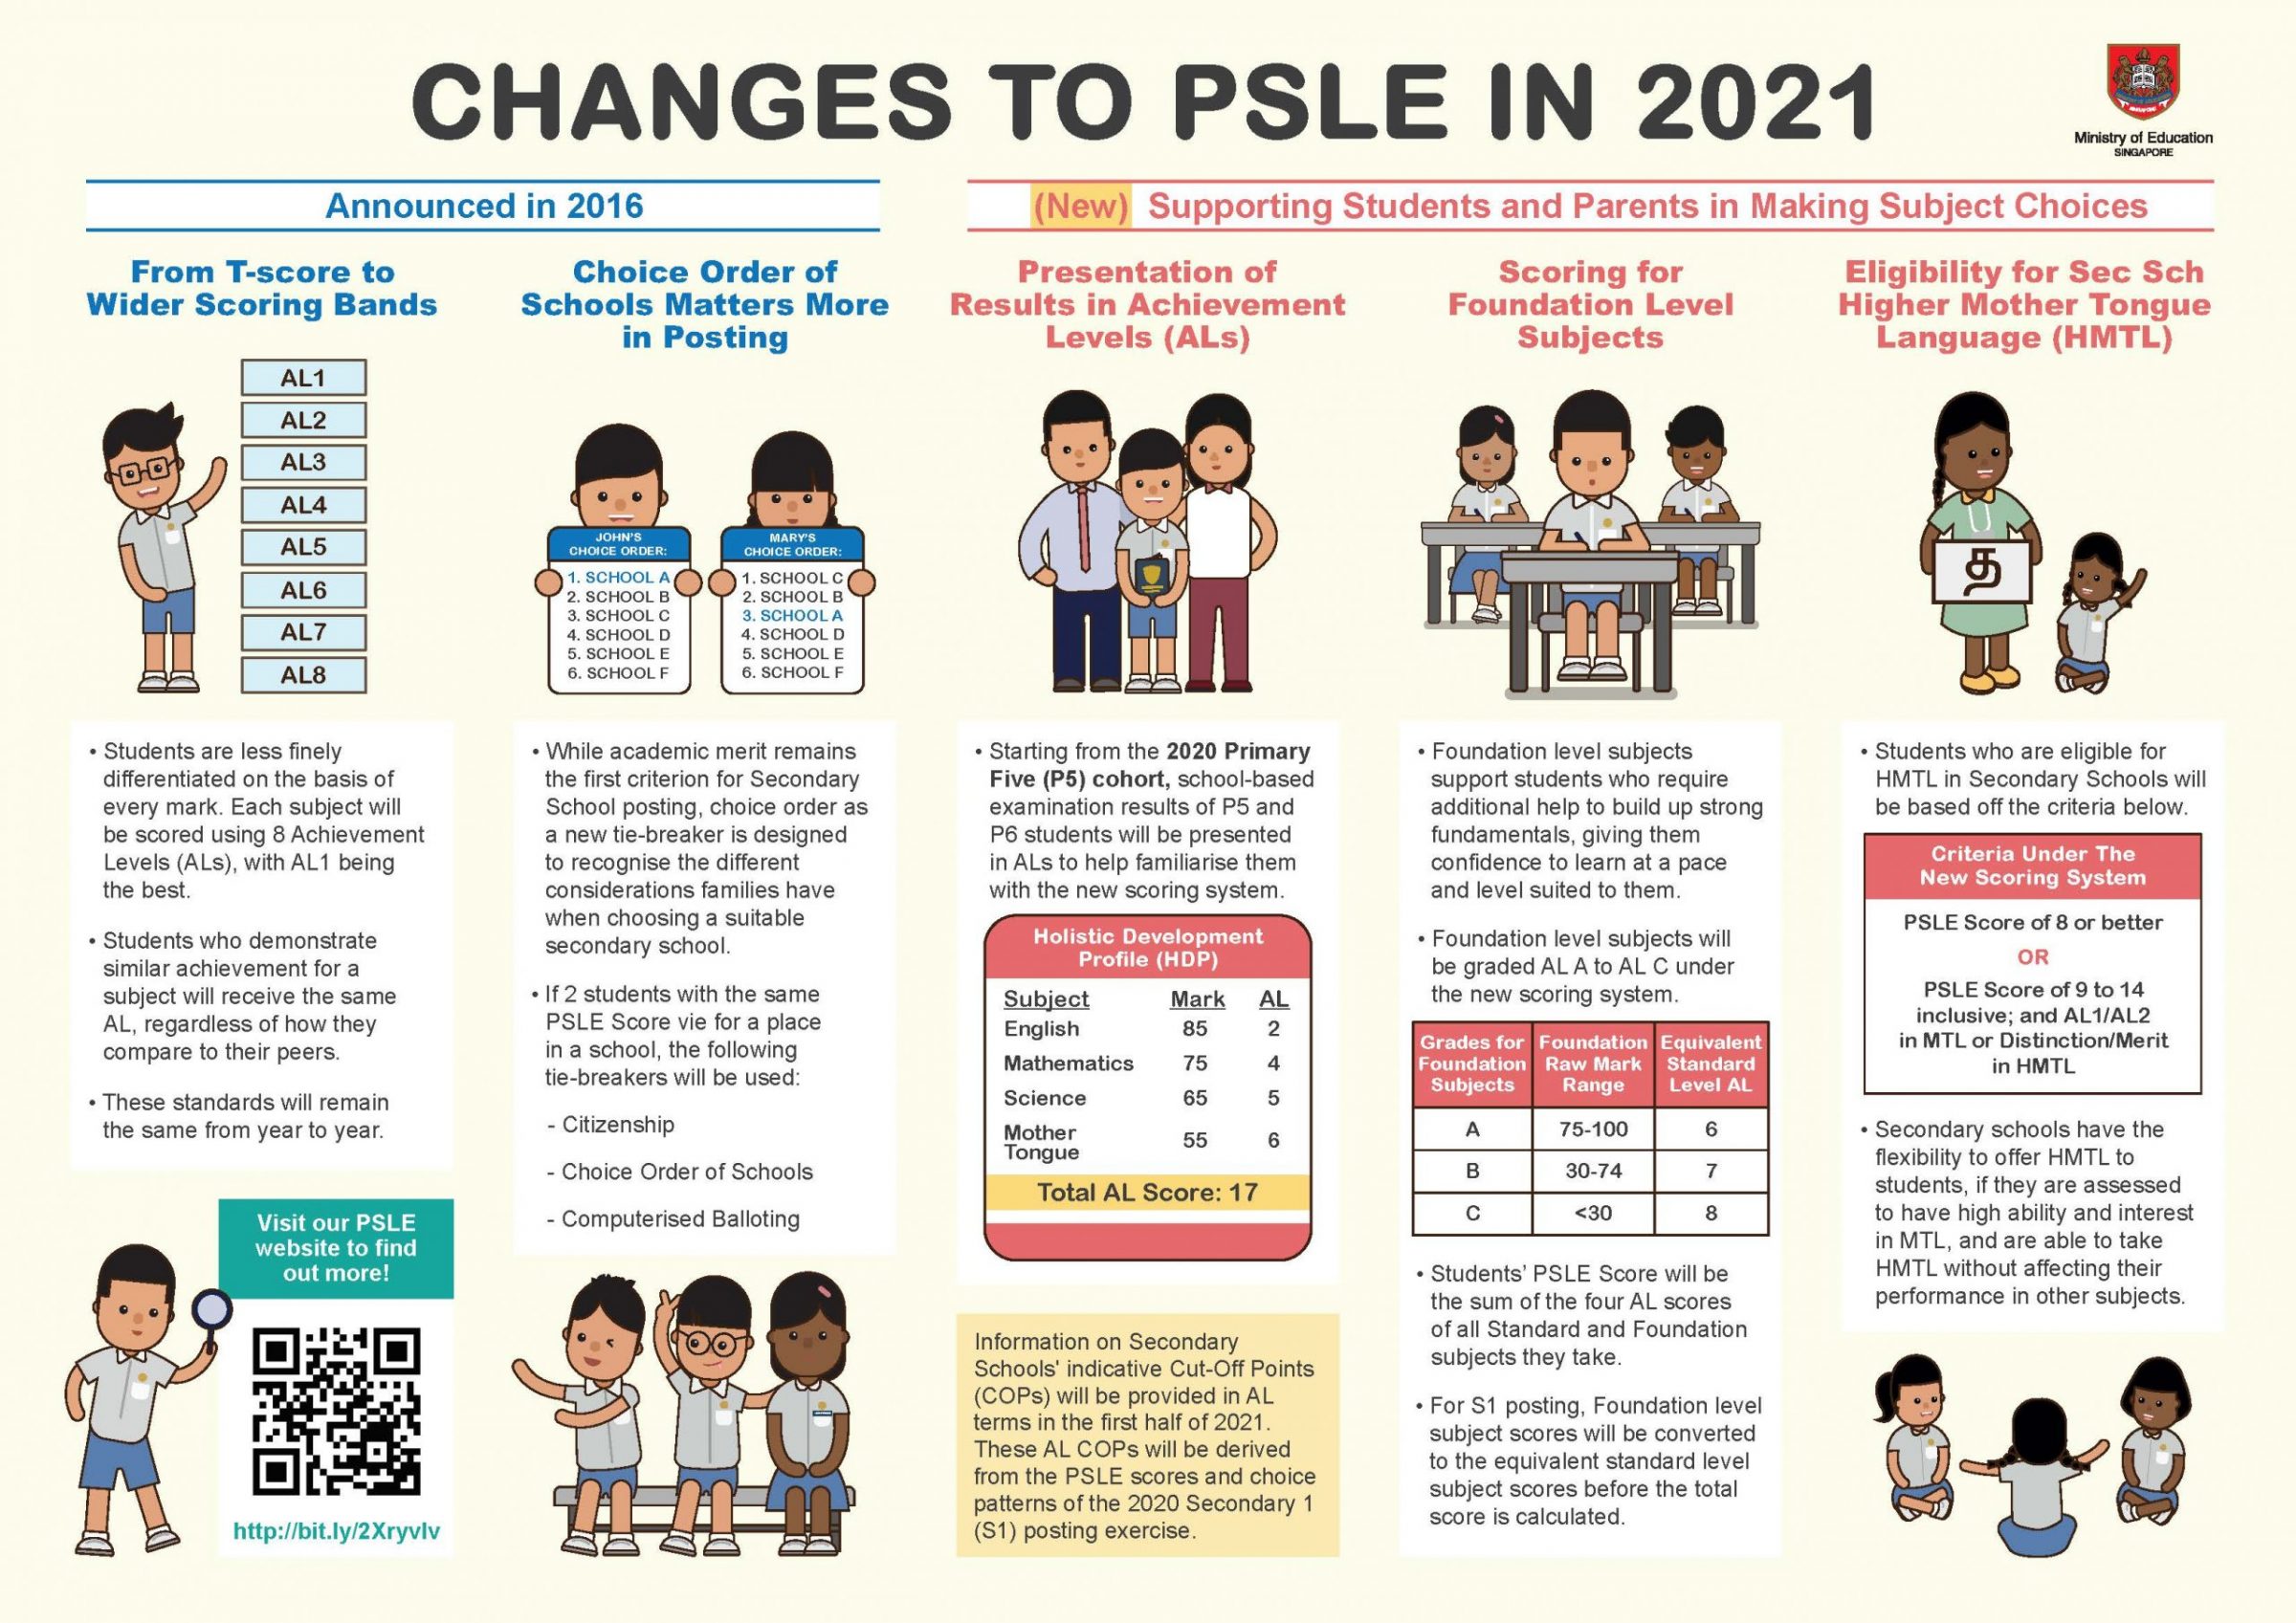 CHANGES TO PSLE IN 2021
Ministry of Education
SINGAPORE
Announced in 2016
From T-score to
Wider Scoring Bands
AL1
AL2
AL3
AL4
AL5
AL6
AL7
AL8
• Students are less finely
differentiated on the basis of
every mark. Each subject will
be scored using 8 Achievement
Levels (ALs), with AL1 being
the best.
• Students who demonstrate
similar achievement for a
subject will receive the same
AL, regardless of how they
compare to their peers.
• These standards will remain
the same from year to year.
Visit our PSLE
website to find
out more!
http://bit.ly/2XryvIv
Choice Order of
Schools Matters More
in Posting
JOHN'S
CHOICE ORDER:
1. SCHOOL A
2. SCHOOL B
3. SCHOOL C
4. SCHOOL D
5. SCHOOL E
6. SCHOOL F
MARY'S
CHOICE ORDER:
1. SCHOOL C
2. SCHOOL B
3. SCHOOL A
4. SCHOOL D
5. SCHOOL E
6. SCHOOL F
• While academic merit remains
the first criterion for Secondary
School posting, choice order as
a new tie-breaker is designed
to recognise the different
considerations families have
when choosing a suitable
secondary school.
• If 2 students with the same
PSLE Score vie for a place
in a school, the following
tie-breakers will be used:
- Citizenship
- Choice Order of Schools
- Computerised Balloting
(New) Supporting Students and Parents in Making Subject Choices
Presentation of
Results in Achievement
Levels (ALs)
• Starting from the 2020 Primary
Five (P5) cohort, school-based
examination results of P5 and
P6 students will be presented
in ALs to help familiarise them
with the new scoring system.
Holistic Development
Profile (HDP)
Subject Mark AL
English 85 2
Mathematics 75 4
Science 65 5
Mother
Tongue 55 6
Total AL Score: 17
Information on Secondary
Schools' indicative Cut-Off Points
(COPs) will be provided in AL
terms in the first half of 2021.
These AL COPs will be derived
from the PSLE scores and choice
patterns of the 2020 Secondary 1
(S1) posting exercise.
Scoring for
Foundation Level
Subjects
• Foundation level subjects
support students who require
additional help to build up strong
fundamentals, giving them
confidence to learn at a pace
and level suited to them.
• Foundation level subjects will
be graded AL A to AL C under
the new scoring system.
Grades for Foundation Equivalent
Foundation Raw Mark Standard
Subjects Range Level AL
A 75-100 6
B 30-74 7
C <30 8
• Students' PSLE Score will be
the sum of the four AL scores
of all Standard and Foundation
subjects they take.
• For S1 posting, Foundation level
subject scores will be converted
to the equivalent standard level
subject scores before the total
score is calculated.
Eligibility for Sec Sch
Higher Mother Tongue
Language (HMTL)
த
• Students who are eligible for
HMTL in Secondary Schools will
be based off the criteria below.
Criteria Under The
New Scoring System
PSLE Score of 8 or better
OR
PSLE Score of 9 to 14
inclusive; and AL1/AL2
in MTL or Distinction/Merit
in HMTL
• Secondary schools have the
flexibility to offer HMTL to
students, if they are assessed
to have high ability and interest
in MTL, and are able to take
HMTL without affecting their
performance in other subjects.